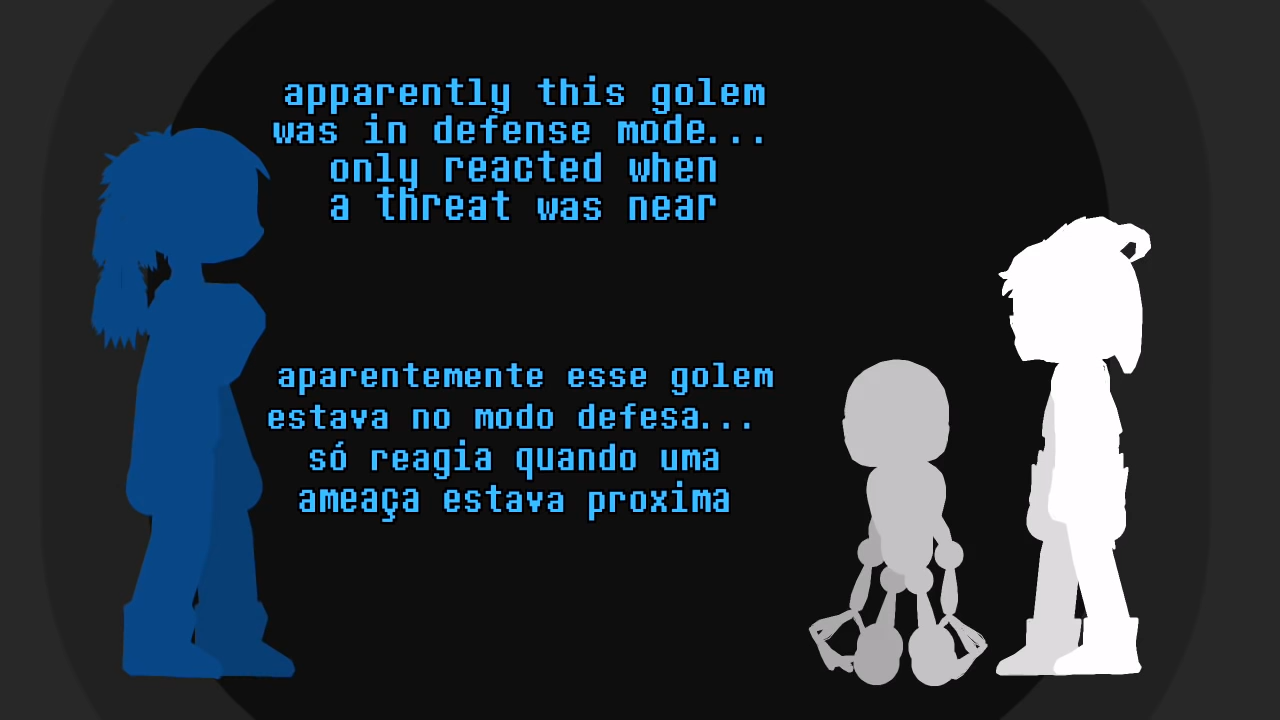 apparently this golem
was in defense mode...
only reacted when
a threat was near
aparentemente esse golem
estava no modo defesa...
só reagia quando uma
ameaça estava proxima